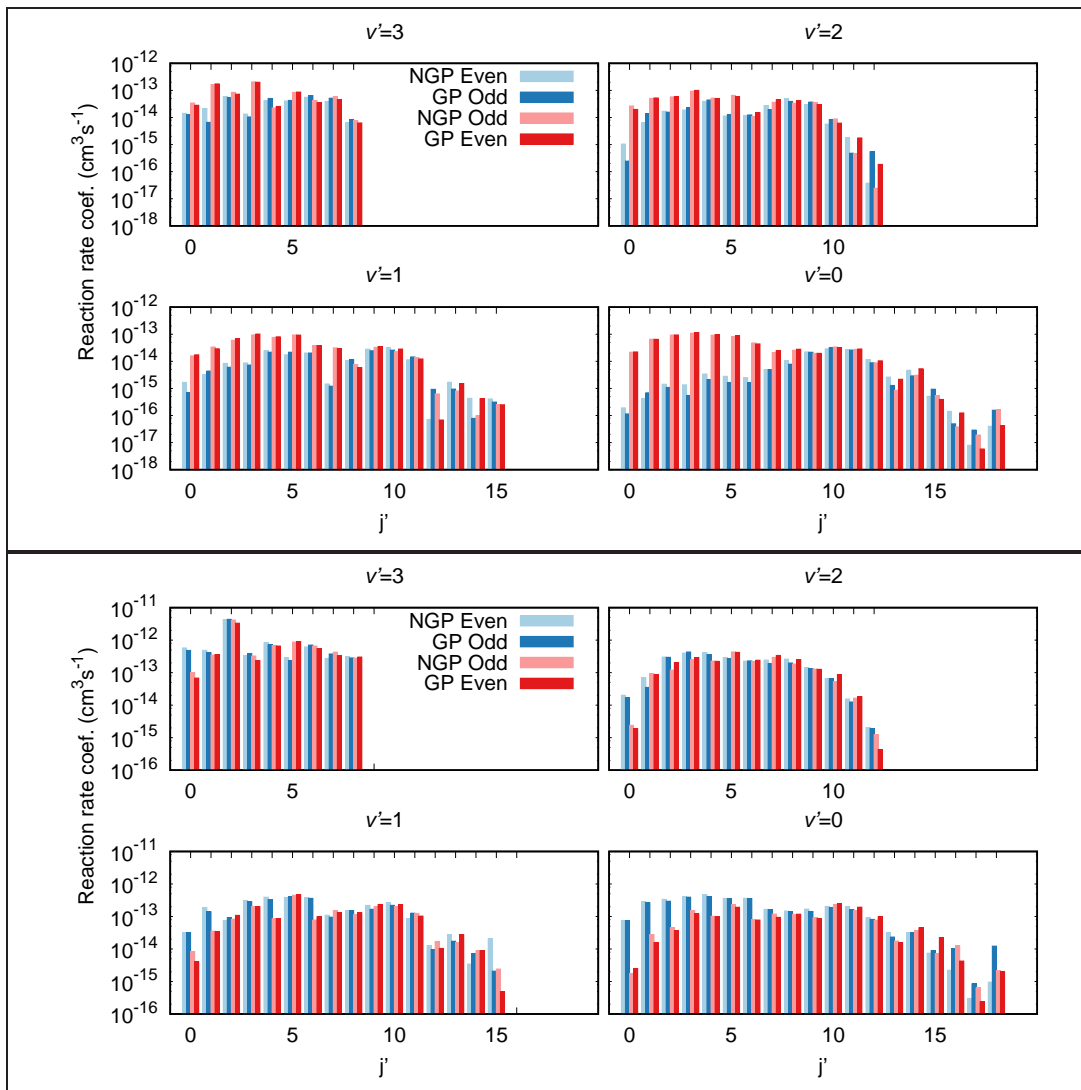 v'=3
v'=2
Reaction rate coef. (cm³s⁻¹)
10⁻¹²
10⁻¹³
10⁻¹⁴
10⁻¹⁵
10⁻¹⁶
10⁻¹⁷
10⁻¹⁸
NGP Even
GP Odd
NGP Odd
GP Even
0 5
0 10
v'=1
v'=0
10⁻¹²
10⁻¹³
10⁻¹⁴
10⁻¹⁵
10⁻¹⁶
10⁻¹⁷
10⁻¹⁸
0 5 10 15
0 5 10 15
j'
j'
v'=3
v'=2
Reaction rate coef. (cm³s⁻¹)
10⁻¹¹
10⁻¹²
10⁻¹³
10⁻¹⁴
10⁻¹⁵
10⁻¹⁶
NGP Even
GP Odd
NGP Odd
GP Even
0 5
0 10
v'=1
v'=0
10⁻¹¹
10⁻¹²
10⁻¹³
10⁻¹⁴
10⁻¹⁵
10⁻¹⁶
0 5 10 15
0 5 10 15
j'
j'